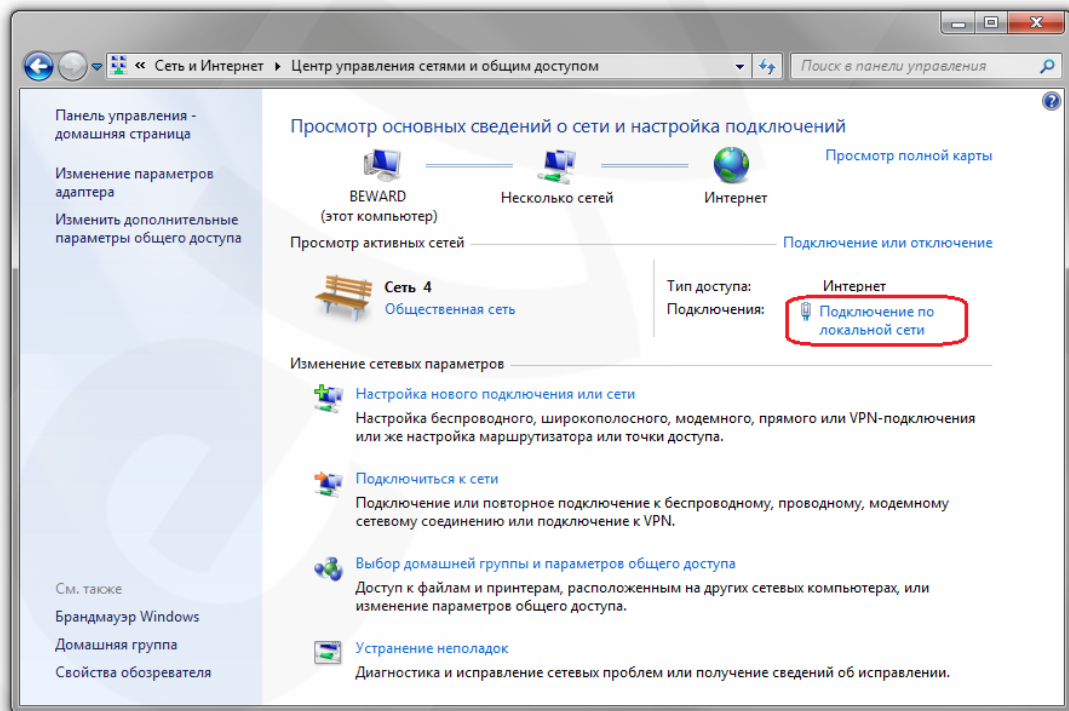 « Сеть и Интернет ▸ Центр управления сетями и общим доступом
Поиск в панели управления
Панель управления -
домашняя страница
Изменение параметров
адаптера
Изменить дополнительные
параметры общего доступа
См. также
Брандмауэр Windows
Домашняя группа
Свойства обозревателя
Просмотр основных сведений о сети и настройка подключений
Просмотр полной карты
BEWARD
(этот компьютер)
Несколько сетей
Интернет
Просмотр активных сетей
Подключение или отключение
Сеть 4
Общественная сеть
Тип доступа: Интернет
Подключения: Подключение по
локальной сети
Изменение сетевых параметров
Настройка нового подключения или сети
Настройка беспроводного, широкополосного, модемного, прямого или VPN-подключения
или же настройка маршрутизатора или точки доступа.
Подключиться к сети
Подключение или повторное подключение к беспроводному, проводному, модемному
сетевому соединению или подключение к VPN.
Выбор домашней группы и параметров общего доступа
Доступ к файлам и принтерам, расположенным на других сетевых компьютерах, или
изменение параметров общего доступа.
Устранение неполадок
Диагностика и исправление сетевых проблем или получение сведений об исправлении.